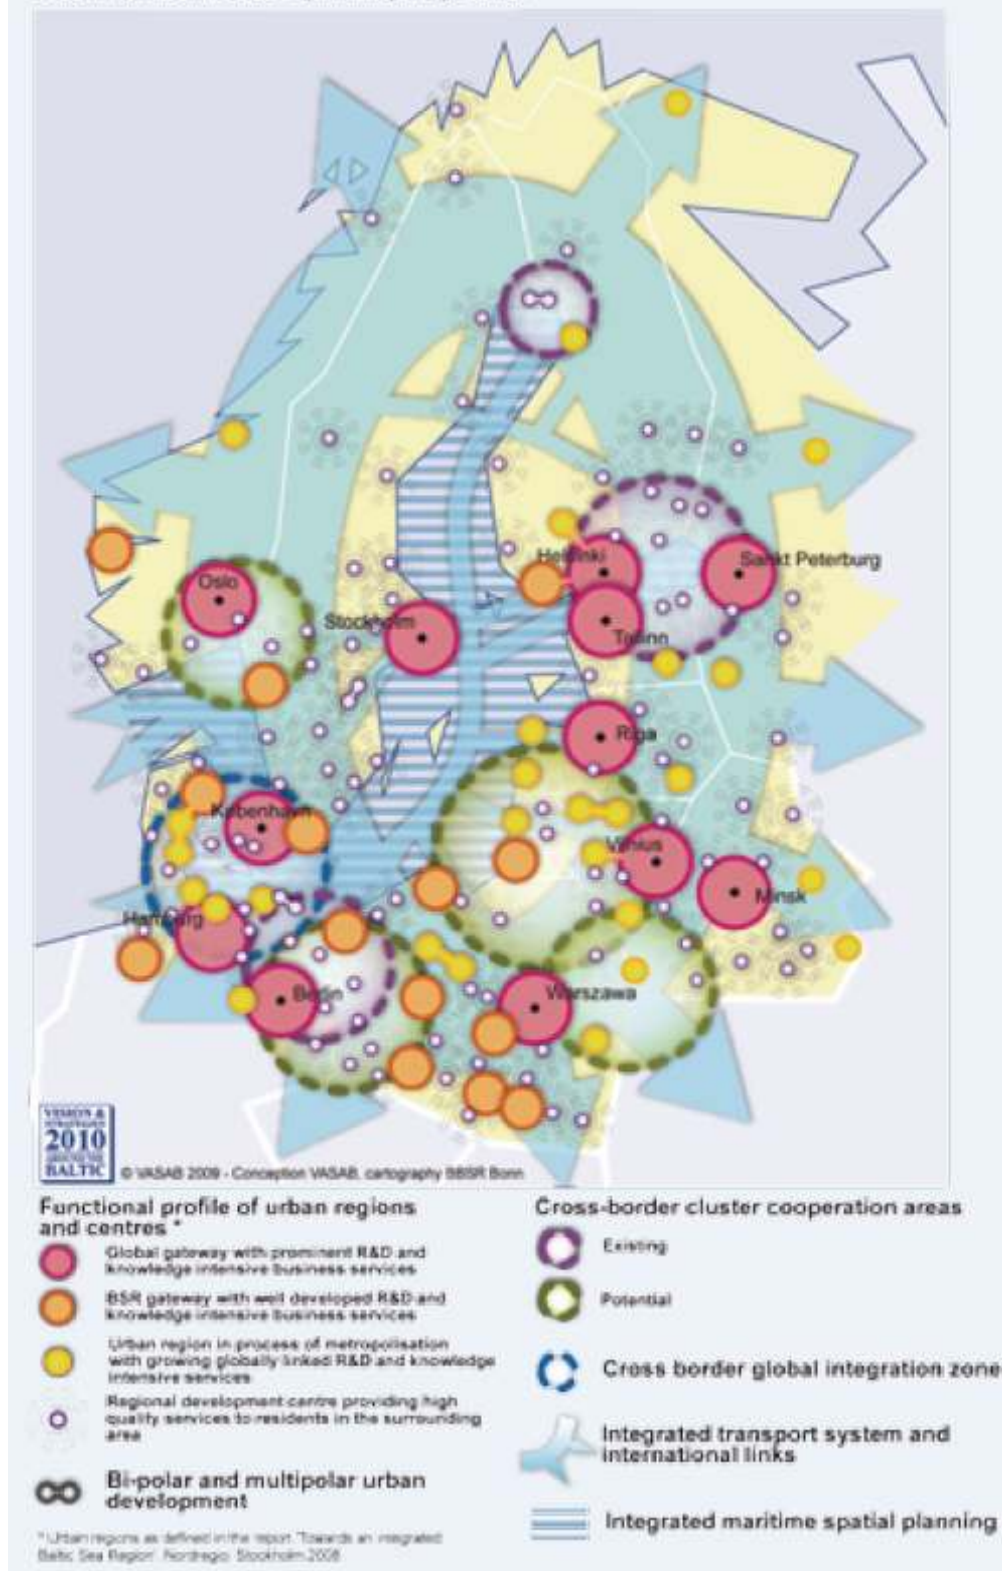 Helsinki
Sankt Peterburg
Oslo
Stockholm
Tallinn
Riga
København
Vilnius
Minsk
Hamburg
Berlin
Warszawa
VISION &
STRATEGIES
2010
AROUND THE
BALTIC
© VASAB 2009 - Conception VASAB, cartography BBSR Bonn
Functional profile of urban regions
and centres *
Global gateway with prominent R&D and
knowledge intensive business services
BSR gateway with well developed R&D and
knowledge intensive business services
Urban region in process of metropolisation
with growing globally linked R&D and knowledge
intensive services
Regional development centre providing high
quality services to residents in the surrounding
area
Bi-polar and multipolar urban
development
* Urban regions as defined in the report 'Towards an integrated
Baltic Sea Region'. Nordregio. Stockholm 2008
Cross-border cluster cooperation areas
Existing
Potential
Cross border global integration zone
Integrated transport system and
international links
Integrated maritime spatial planning